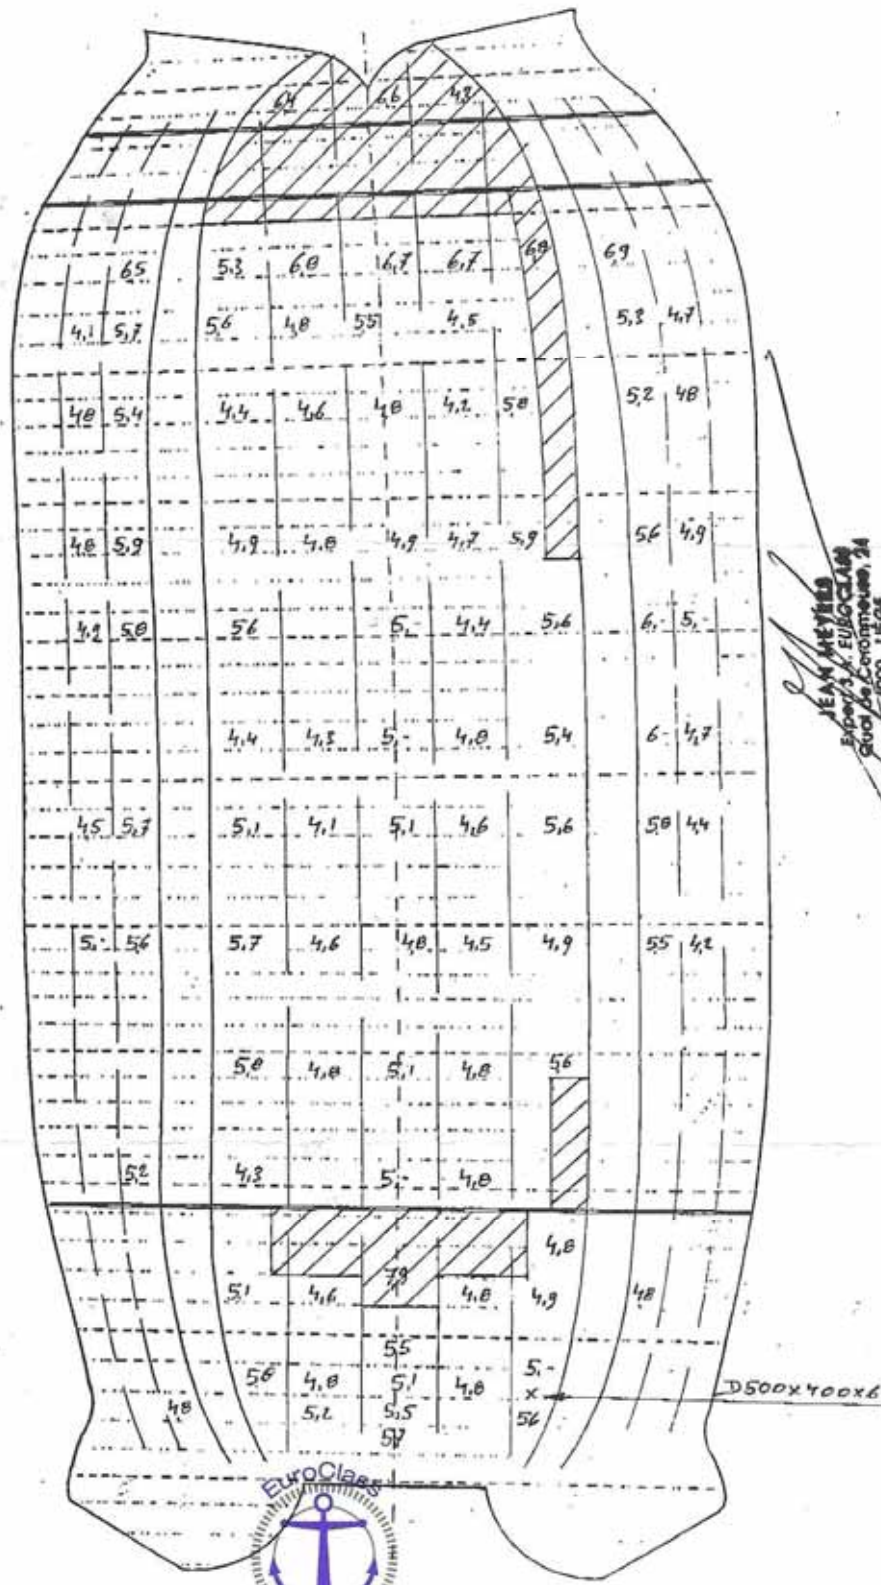 6,4 6,6 4,8
6,5 5,3 6,8 6,7 6,7 6,8 6,9
4,1 5,7 5,6 4,8 5,5 4,5 5,3 4,7
4,8 5,4 4,4 4,6 4,8 4,2 5,8 5,2 4,8
4,8 5,9 4,9 4,8 4,9 4,7 5,9 5,6 4,9
4,2 5,8 5,6 5,- 4,4 5,6 6,- 5,-
4,4 4,3 5,- 4,8 5,4 6- 4,7
4,5 5,7 5,1 4,1 5,1 4,6 5,6 5,8 4,4
5,- 5,6 5,7 4,6 4,8 4,5 4,9 5,5 4,2
5,8 4,8 5,1 4,8 5,6
5,2 4,3 5,- 4,8
4,8
7,9
5,1 4,6 4,8 4,9 4,8
5,5
5,8 4,8 5,1 4,8 5,-
x D500x400x6
4,8 5,2 5,5 5,6
JEAN MEYERS
Expert S.A. EUROCLASS
Quai de Coronmeuse, 24
EuroClass